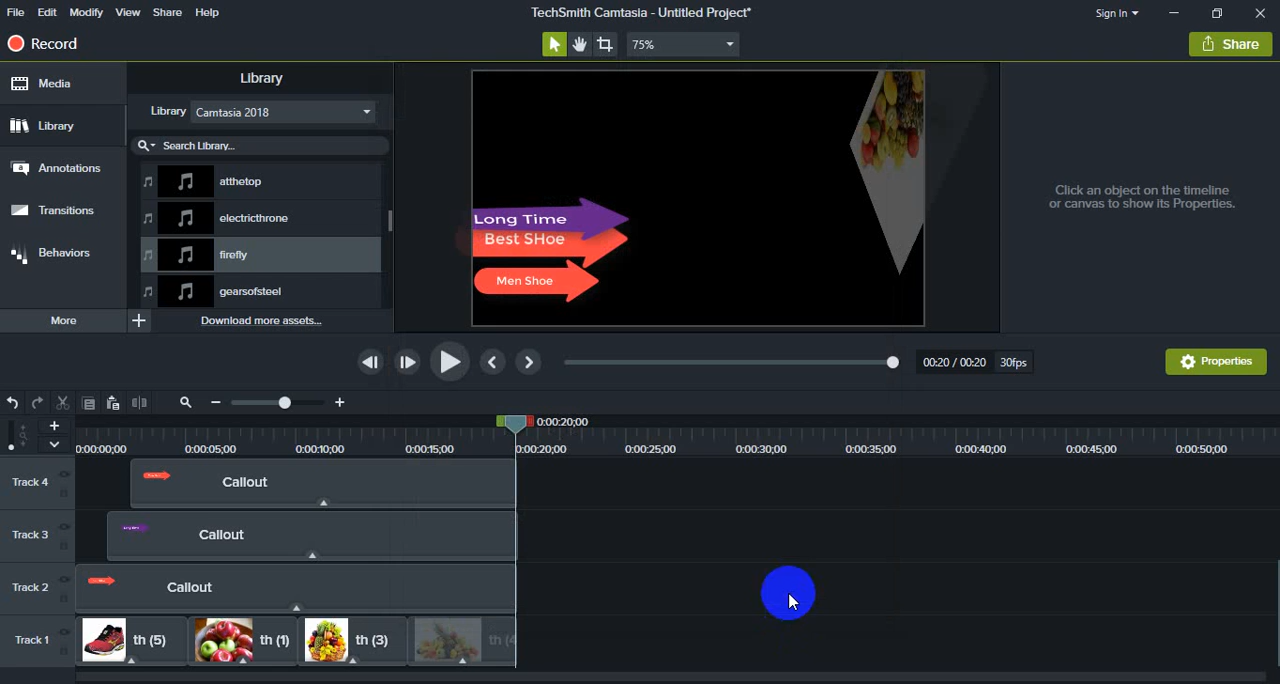 File Edit Modify View Share Help
TechSmith Camtasia - Untitled Project*
Sign In
Record
75%
Share
Media
Library
Annotations
Transitions
Behaviors
More
Library
Library Camtasia 2018
Search Library...
atthetop
electricthrone
firefly
gearsofsteel
Download more assets...
Long Time
Best SHoe
Men Shoe
Click an object on the timeline
or canvas to show its Properties.
00:20 / 00:20 30fps
Properties
0:00:20;00
0:00:00;00 0:00:05;00 0:00:10;00 0:00:15;00 0:00:20;00 0:00:25;00 0:00:30;00 0:00:35;00 0:00:40;00 0:00:45;00 0:00:50;00
Track 4 Callout
Track 3 Callout
Track 2 Callout
Track 1 th (5) th (1) th (3) th (4